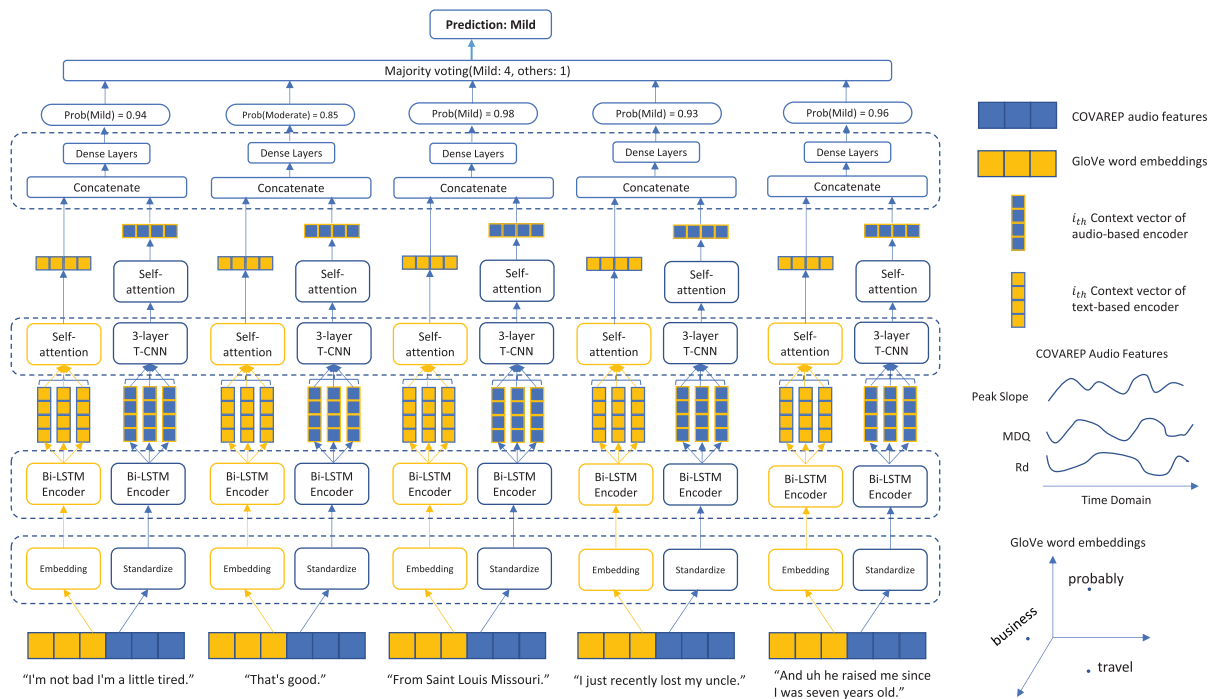 Prediction: Mild
Majority voting(Mild: 4, others: 1)
Prob(Mild) = 0.94
Prob(Moderate) = 0.85
Prob(Mild) = 0.98
Prob(Mild) = 0.93
Prob(Mild) = 0.96
Dense Layers
Dense Layers
Dense Layers
Dense Layers
Dense Layers
Concatenate
Concatenate
Concatenate
Concatenate
Concatenate
Self-
attention
Self-
attention
Self-
attention
Self-
attention
Self-
attention
Self-
attention
3-layer
T-CNN
Self-
attention
3-layer
T-CNN
Self-
attention
3-layer
T-CNN
Self-
attention
3-layer
T-CNN
Self-
attention
3-layer
T-CNN
Bi-LSTM
Encoder
Bi-LSTM
Encoder
Bi-LSTM
Encoder
Bi-LSTM
Encoder
Bi-LSTM
Encoder
Bi-LSTM
Encoder
Bi-LSTM
Encoder
Bi-LSTM
Encoder
Bi-LSTM
Encoder
Bi-LSTM
Encoder
Embedding
Standardize
Embedding
Standardize
Embedding
Standardize
Embedding
Standardize
Embedding
Standardize
“I'm not bad I'm a little tired.”
“That's good.”
“From Saint Louis Missouri.”
“I just recently lost my uncle.”
“And uh he raised me since
I was seven years old.”
COVAREP audio features
GloVe word embeddings
i_th Context vector of
audio-based encoder
i_th Context vector of
text-based encoder
COVAREP Audio Features
Peak Slope
MDQ
Rd
Time Domain
GloVe word embeddings
probably
business
travel